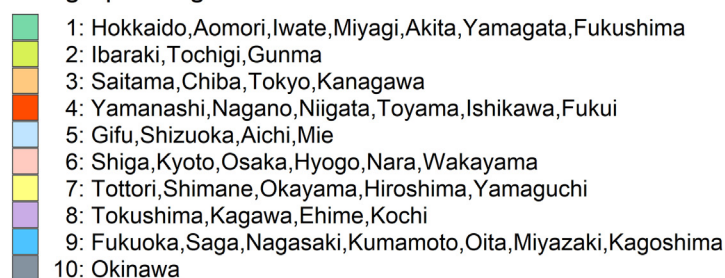 1: Hokkaido,Aomori,Iwate,Miyagi,Akita,Yamagata,Fukushima
2: Ibaraki,Tochigi,Gunma
3: Saitama,Chiba,Tokyo,Kanagawa
4: Yamanashi,Nagano,Niigata,Toyama,Ishikawa,Fukui
5: Gifu,Shizuoka,Aichi,Mie
6: Shiga,Kyoto,Osaka,Hyogo,Nara,Wakayama
7: Tottori,Shimane,Okayama,Hiroshima,Yamaguchi
8: Tokushima,Kagawa,Ehime,Kochi
9: Fukuoka,Saga,Nagasaki,Kumamoto,Oita,Miyazaki,Kagoshima
10: Okinawa